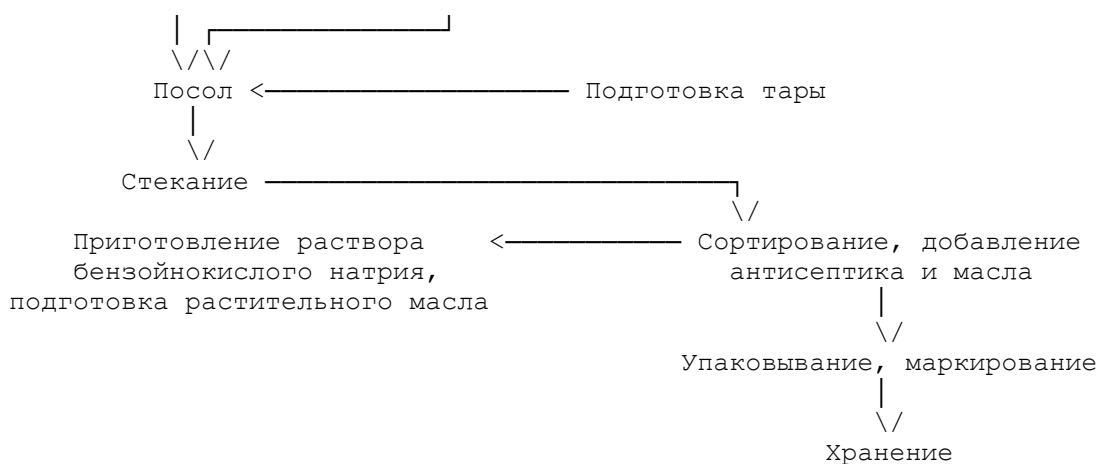 Посол Подготовка тары
Стекание
Приготовление раствора Сортирование, добавление
бензойнокислого натрия, антисептика и масла
подготовка растительного масла
Упаковывание, маркирование
Хранение